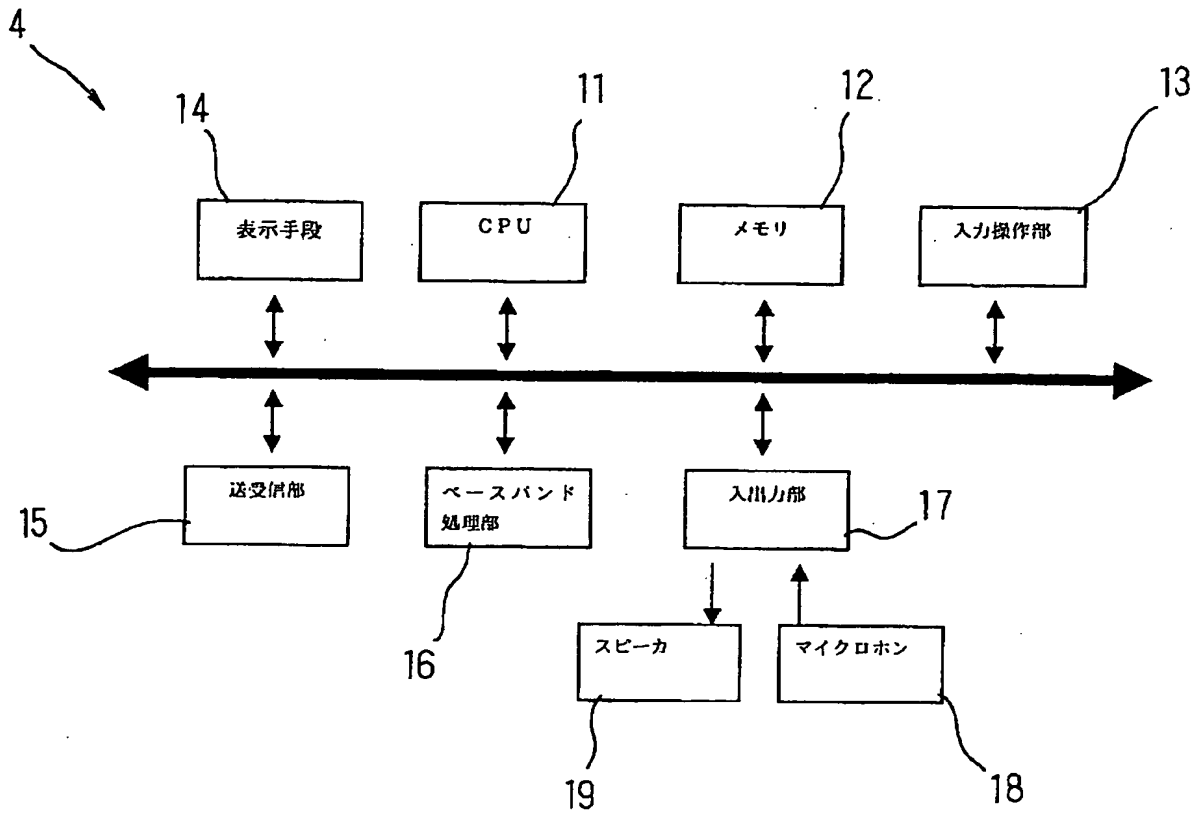 4
14
11
12
13
表示手段
CPU
メモリ
入力操作部
送受信部
ベースバンド
処理部
入出力部
15
17
16
スピーカ
マイクロホン
19
18